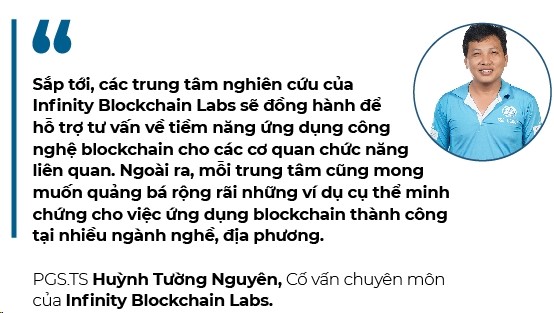 Sắp tới, các trung tâm nghiên cứu của
Infinity Blockchain Labs sẽ đồng hành để
hỗ trợ tư vấn về tiềm năng ứng dụng công
nghệ blockchain cho các cơ quan chức năng
liên quan. Ngoài ra, mỗi trung tâm cũng mong
muốn quảng bá rộng rãi những ví dụ cụ thể minh
chứng cho việc ứng dụng blockchain thành công
tại nhiều ngành nghề, địa phương.
PGS.TS Huỳnh Tường Nguyên, Cố vấn chuyên môn
của Infinity Blockchain Labs.